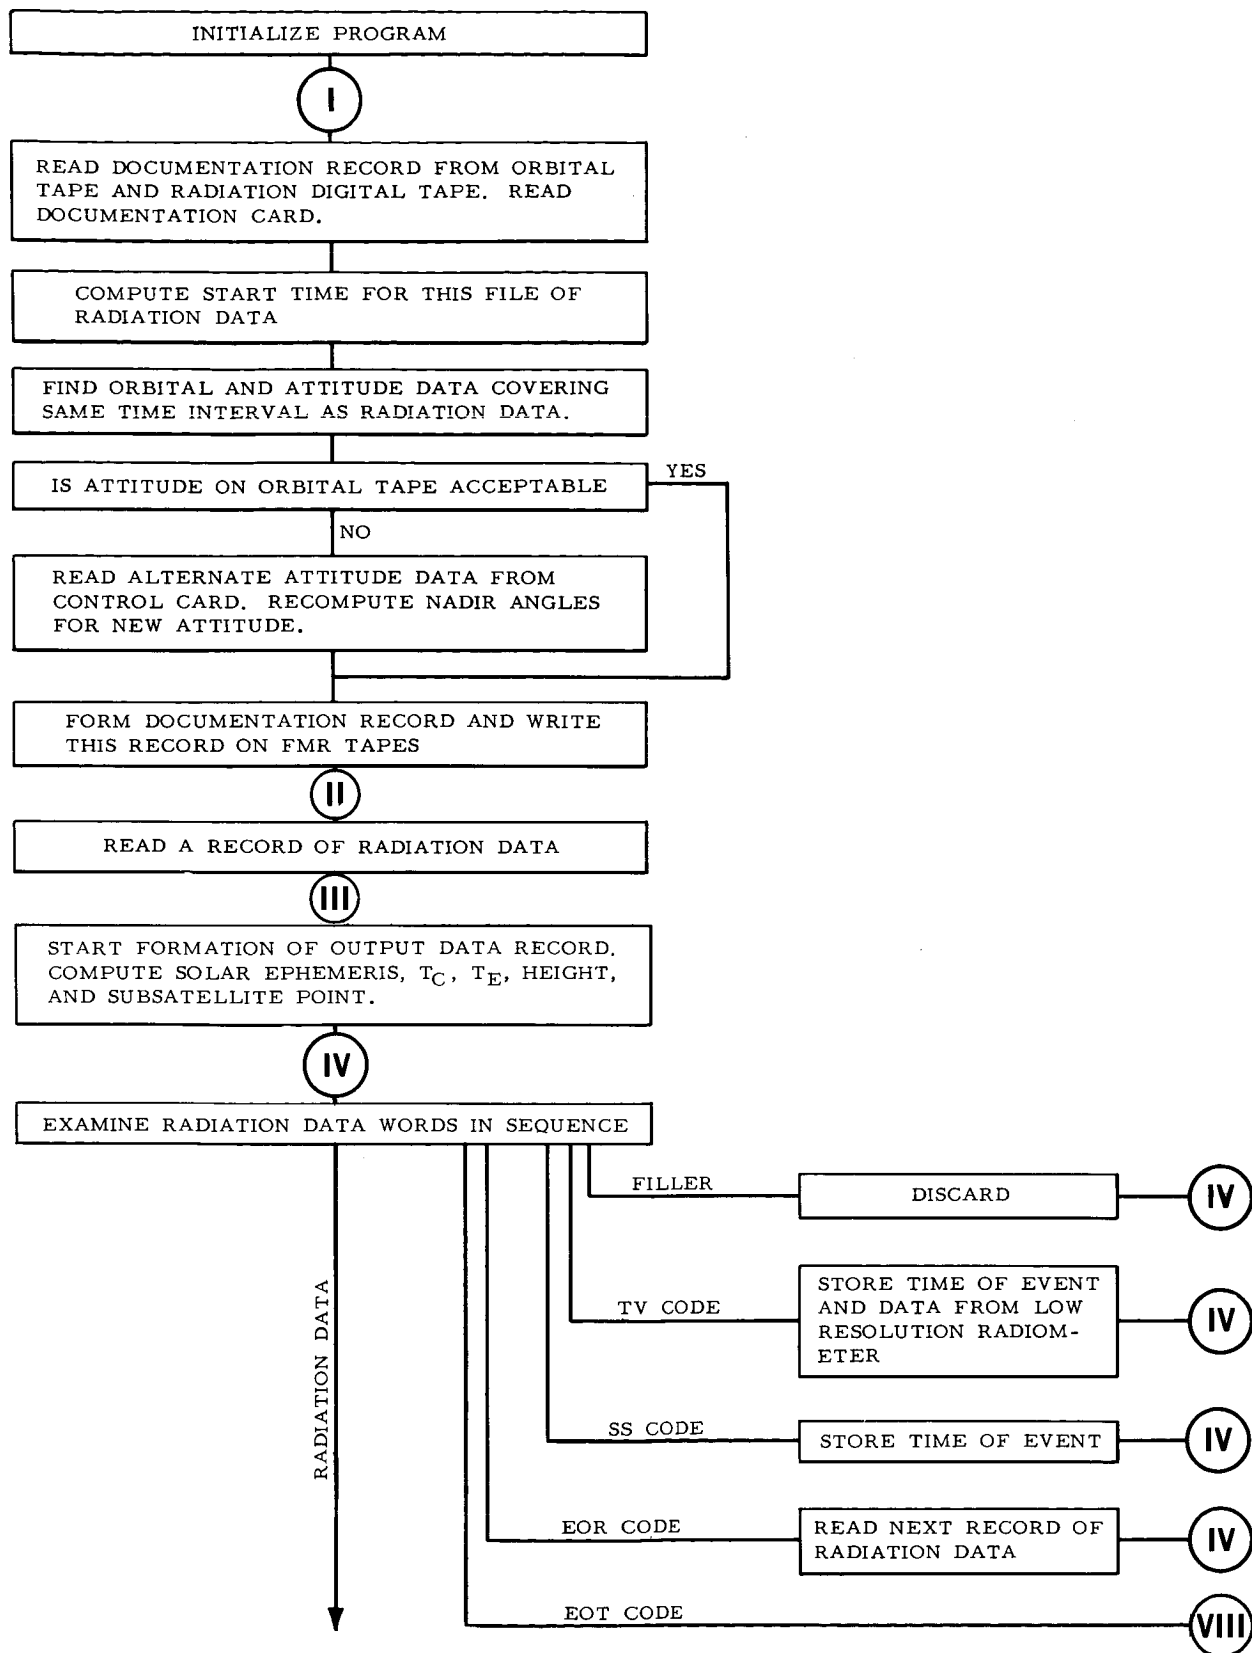 INITIALIZE PROGRAM
I
READ DOCUMENTATION RECORD FROM ORBITAL
TAPE AND RADIATION DIGITAL TAPE. READ
DOCUMENTATION CARD.
COMPUTE START TIME FOR THIS FILE OF
RADIATION DATA
FIND ORBITAL AND ATTITUDE DATA COVERING
SAME TIME INTERVAL AS RADIATION DATA.
YES
IS ATTITUDE ON ORBITAL TAPE ACCEPTABLE
NO
READ ALTERNATE ATTITUDE DATA FROM
CONTROL CARD. RECOMPUTE NADIR ANGLES
FOR NEW ATTITUDE.
FORM DOCUMENTATION RECORD AND WRITE
THIS RECORD ON FMR TAPES
II
READ A RECORD OF RADIATION DATA
III
START FORMATION OF OUTPUT DATA RECORD.
COMPUTE SOLAR EPHEMERIS, TC, TE, HEIGHT,
AND SUBSATELLITE POINT.
IV
EXAMINE RADIATION DATA WORDS IN SEQUENCE
FILLER
DISCARD
IV
TV CODE
STORE TIME OF EVENT
AND DATA FROM LOW
RESOLUTION RADIOM-
ETER
IV
RADIATION DATA
SS CODE
STORE TIME OF EVENT
IV
EOR CODE
READ NEXT RECORD OF
RADIATION DATA
IV
EOT CODE
VIII